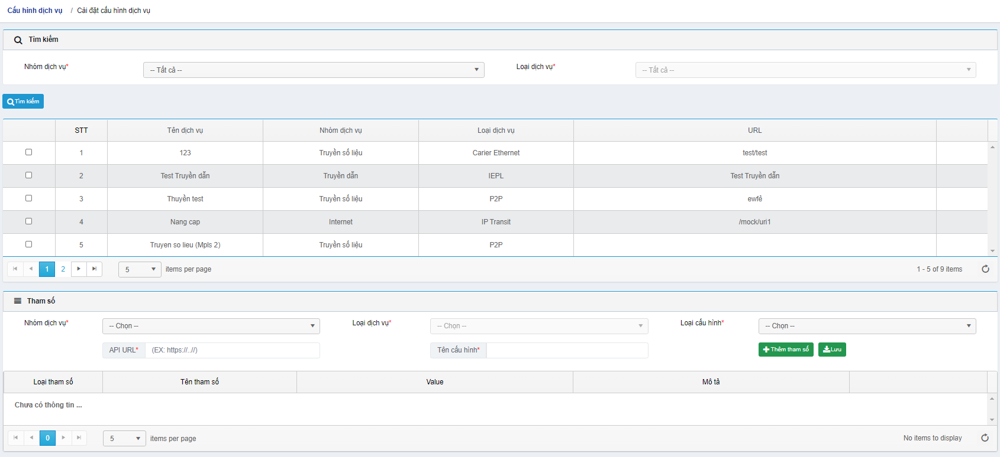 Cấu hình dịch vụ / Cài đặt cấu hình dịch vụ
Tìm kiếm
Nhóm dịch vụ* -- Tất cả -- Loại dịch vụ* -- Tất cả --
Tìm kiếm
STT Tên dịch vụ Nhóm dịch vụ Loại dịch vụ URL
1 123 Truyền số liệu Carier Ethernet test/test
2 Test Truyền dẫn Truyền dẫn IEPL Test Truyền dẫn
3 Thuyền test Truyền số liệu P2P ewfẻ
4 Nang cap Internet IP Transit /mock/uri1
5 Truyen so lieu (Mpls 2) Truyền số liệu P2P
1 2 5 items per page 1 - 5 of 9 items
Tham số
Nhóm dịch vụ* -- Chọn -- Loại dịch vụ* -- Chọn -- Loại cấu hình* -- Chọn --
API URL* (EX: https://..//) Tên cấu hình* Thêm tham số Lưu
Loại tham số Tên tham số Value Mô tả
Chưa có thông tin ...
0 5 items per page No items to display